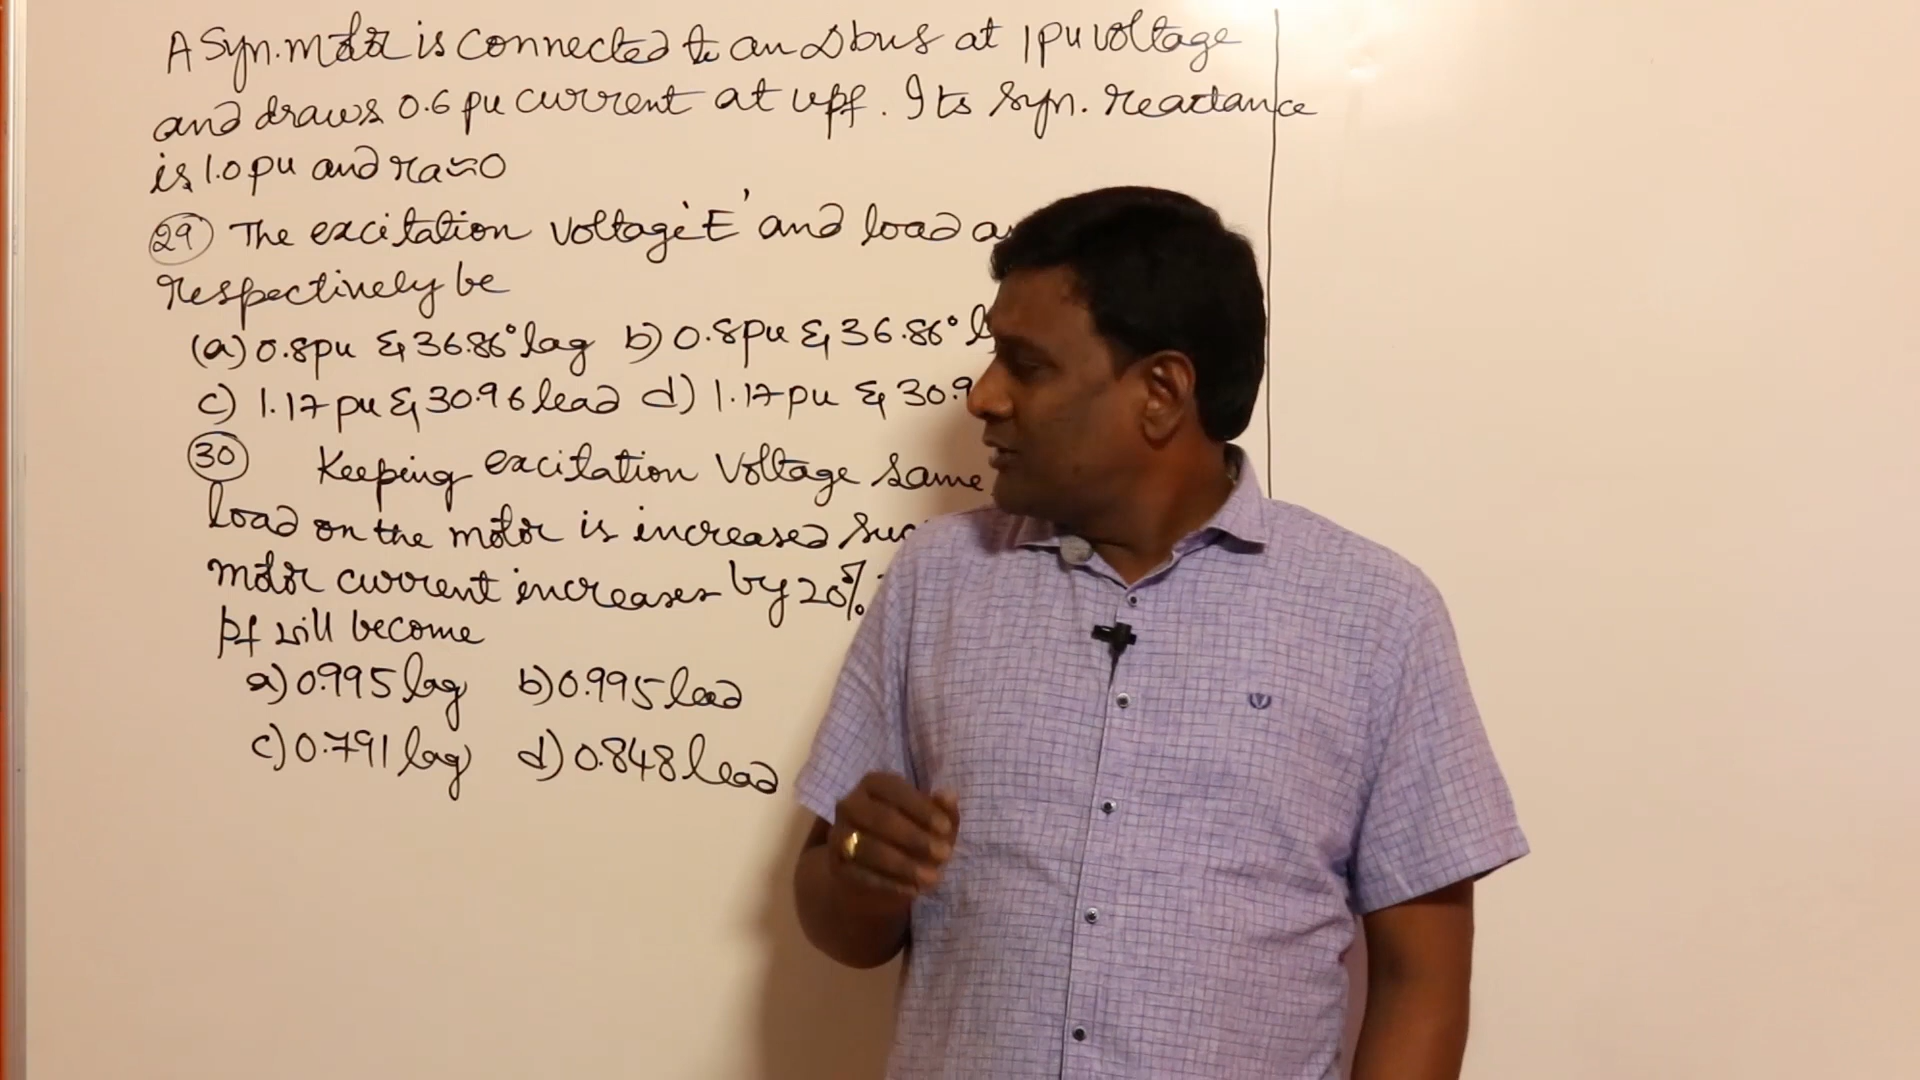 A Syn. motor is connected to an ∞ bus at 1 pu voltage
and draws 0.6 pu current at upf. Its syn. reactance
is 1.0 pu and ra≈0
29 The excitation voltage 'E' and load
respectively be
(a) 0.8pu & 36.86° lag b) 0.8pu & 36.86°
c) 1.17 pu & 30.96 lead d) 1.17 pu & 30.9
30 Keeping excitation voltage same
load on the motor is increased
motor current increases by 20%
pf will become
a) 0.995 lag b) 0.995 lead
c) 0.791 lag d) 0.848 lead